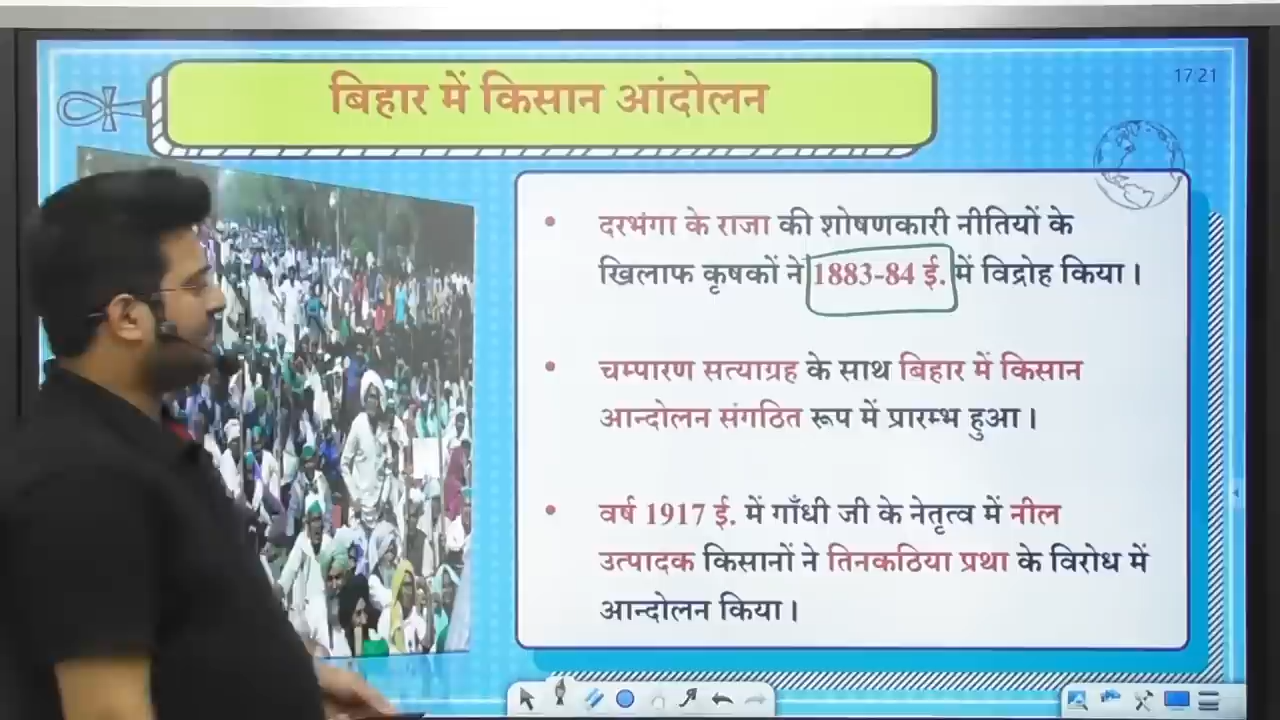 17 21
बिहार में किसान आंदोलन
• दरभंगा के राजा की शोषणकारी नीतियों के
खिलाफ कृषकों ने 1883-84 ई. में विद्रोह किया।
• चम्पारण सत्याग्रह के साथ बिहार में किसान
आन्दोलन संगठित रूप में प्रारम्भ हुआ।
• वर्ष 1917 ई. में गाँधी जी के नेतृत्व में नील
उत्पादक किसानों ने तिनकठिया प्रथा के विरोध में
आन्दोलन किया।